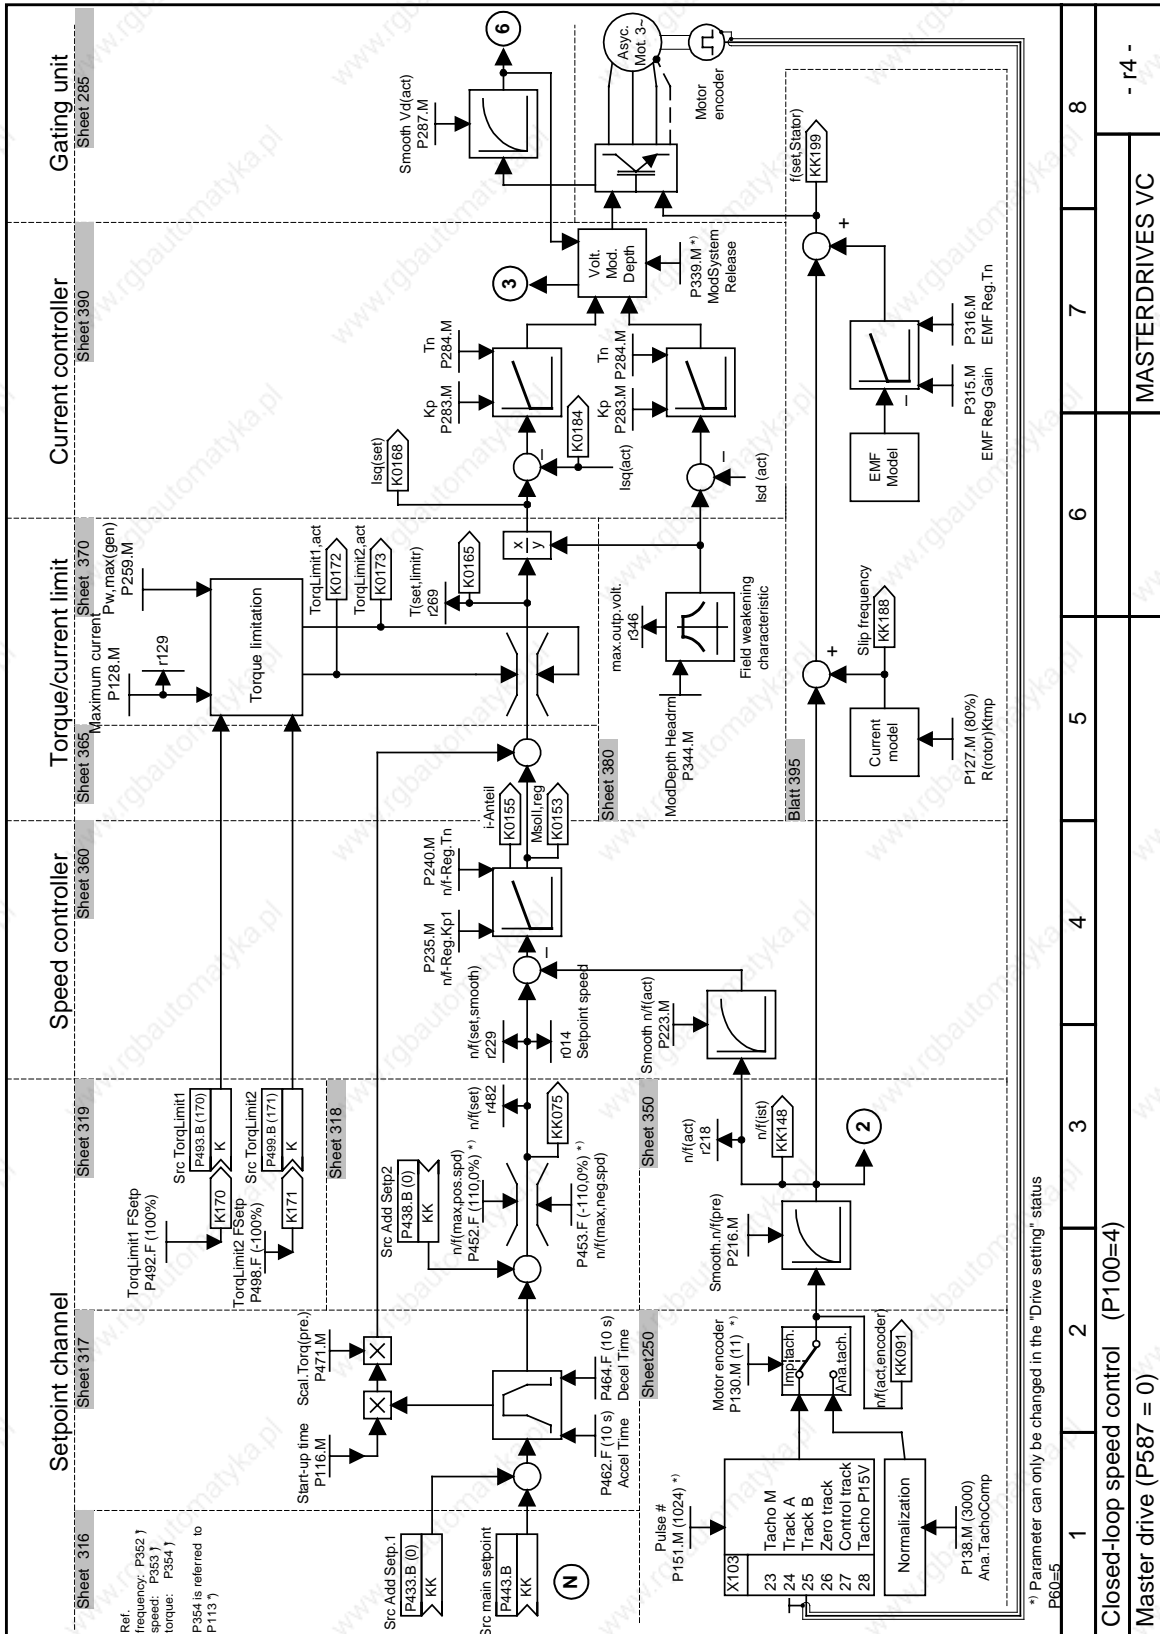 Setpoint channel
Speed controller
Torque/current limit
Current controller
Gating unit
Sheet 316
Sheet 317
Sheet 319
Sheet 318
Sheet 360
Sheet 365
Sheet 370
Sheet 390
Sheet 285
Ref.
frequency: P352 *)
speed: P353 *)
torque: P354 *)
P354 is referred to
P113 *)
Src Add Setp.1
P433.B (0)
KK
Src main setpoint
P443.B
KK
N
Start-up time
P116.M
Scal.Torq(pre.)
P471.M
P462.F (10 s)
Accel Time
P464.F (10 s)
Decel Time
TorqLimit1 FSetp
P492.F (100%)
K170
Src TorqLimit1
P493.B (170)
K
TorqLimit2 FSetp
P498.F (-100%)
K171
Src TorqLimit2
P499.B (171)
K
Src Add Setp2
P438.B (0)
KK
n/f(max,pos.spd)
P452.F (110,0%) *)
P453.F (-110,0%) *)
n/f(max,neg.spd)
n/f(set)
r482
KK075
n/f(set,smooth)
r229
r014
Setpoint speed
P235.M
n/f-Reg.Kp1
P240.M
n/f-Reg.Tn
i-Anteil
K0155
Msoll,reg
K0153
Smooth n/f(act)
P223.M
Maximum current
P128.M
r129
Pw,max(gen)
P259.M
Torque limitation
TorqLimit1,act
K0172
TorqLimit2,act
K0173
T(set,limitr)
r269
K0165
x
y
Sheet 380
ModDepth Headrm
P344.M
max.outp.volt.
r346
Field weakening
characteristic
Isq(set)
K0168
Isq(act)
K0184
Isd (act)
Kp
P283.M
Tn
P284.M
Kp
P283.M
Tn
P284.M
3
Volt.
Mod.
Depth
P339.M *)
ModSystem
Release
Smooth Vd(act)
P287.M
6
Asyc.
Mot. 3~
Motor
encoder
Sheet250
Pulse #
P151.M (1024) *)
X103
23 Tacho M
24 Track A
25 Track B
26 Zero track
27 Control track
28 Tacho P15V
Normalization
P138.M (3000)
Ana.TachoComp
Motor encoder
P130.M (11) *)
Imp.tach.
Ana.tach.
n/f(act,encoder)
KK091
Sheet 350
Smooth.n/f(pre)
P216.M
n/f(act)
r218
n/f(ist)
KK148
2
Blatt 395
Current
model
P127.M (80%)
R(rotor)Ktmp
Slip frequency
KK188
+
EMF
Model
P315.M
EMF Reg Gain
P316.M
EMF Reg.Tn
+
f(set,Stator)
KK199
*) Parameter can only be changed in the "Drive setting" status
P60=5
1 2 3 4 5 6 7 8
Closed-loop speed control (P100=4)
Master drive (P587 = 0)
MASTERDRIVES VC
- r4 -
www.rgbautomatyka.pl